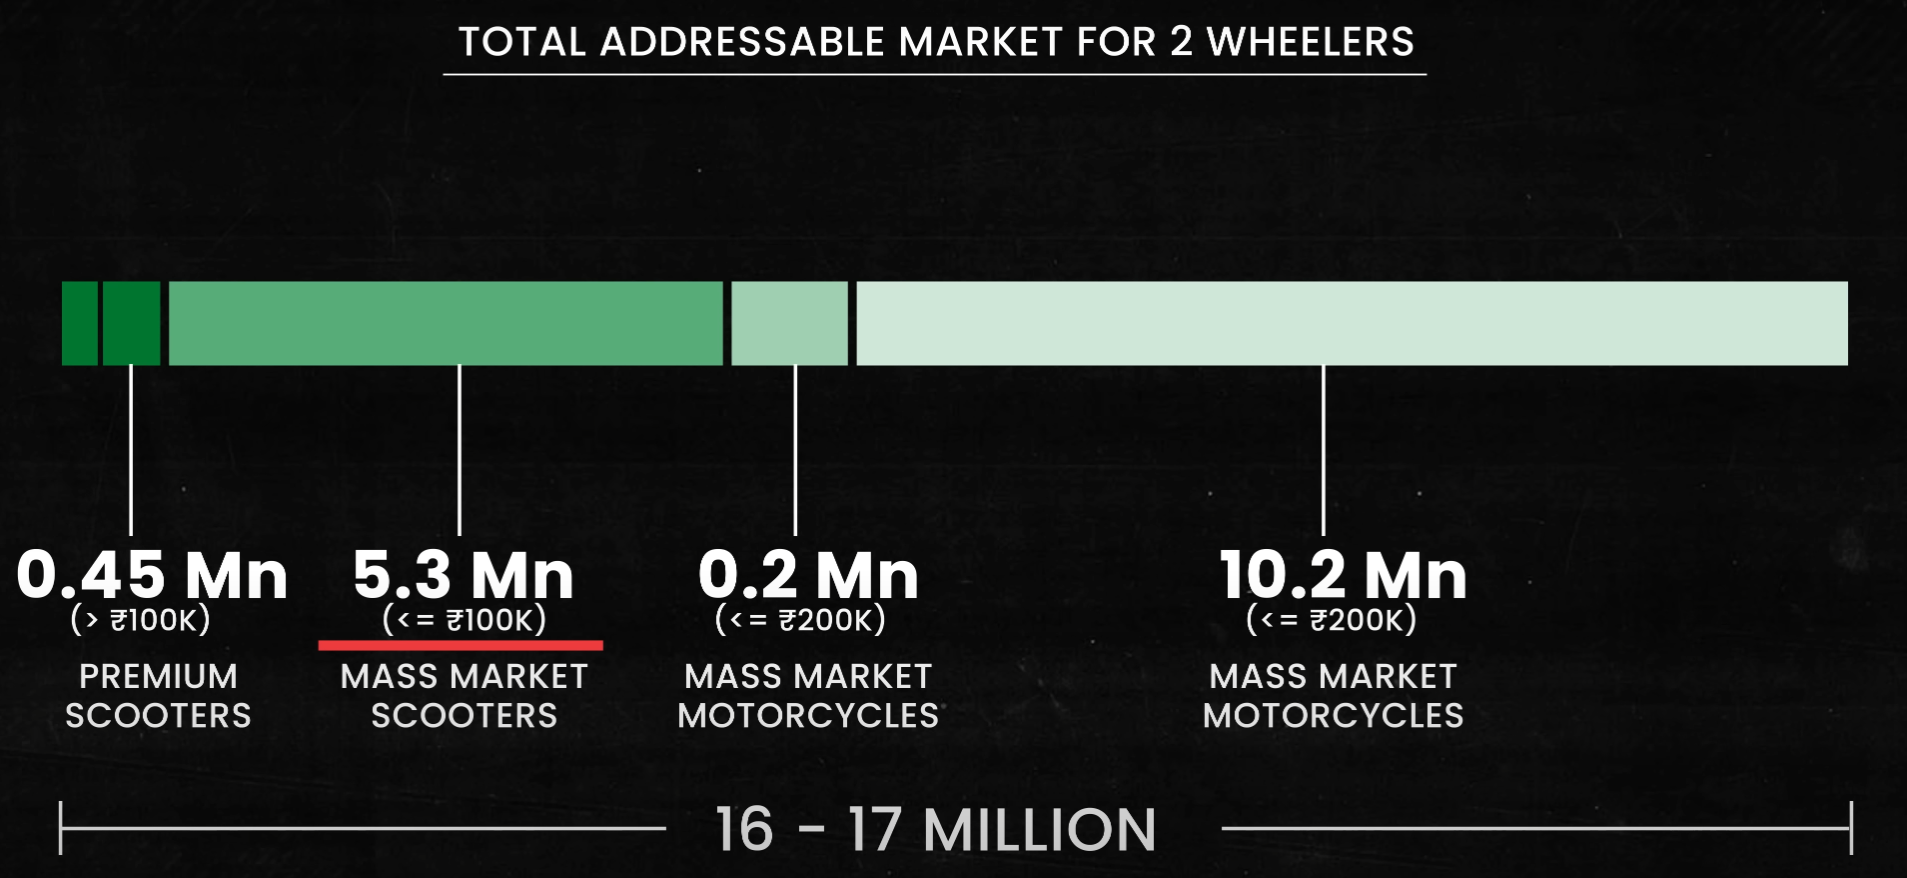 TOTAL ADDRESSABLE MARKET FOR 2 WHEELERS
0.45 Mn
(> ₹100K)
PREMIUM
SCOOTERS
5.3 Mn
(<= ₹100K)
MASS MARKET
SCOOTERS
0.2 Mn
(<= ₹200K)
MASS MARKET
MOTORCYCLES
10.2 Mn
(<= ₹200K)
MASS MARKET
MOTORCYCLES
16 - 17 MILLION